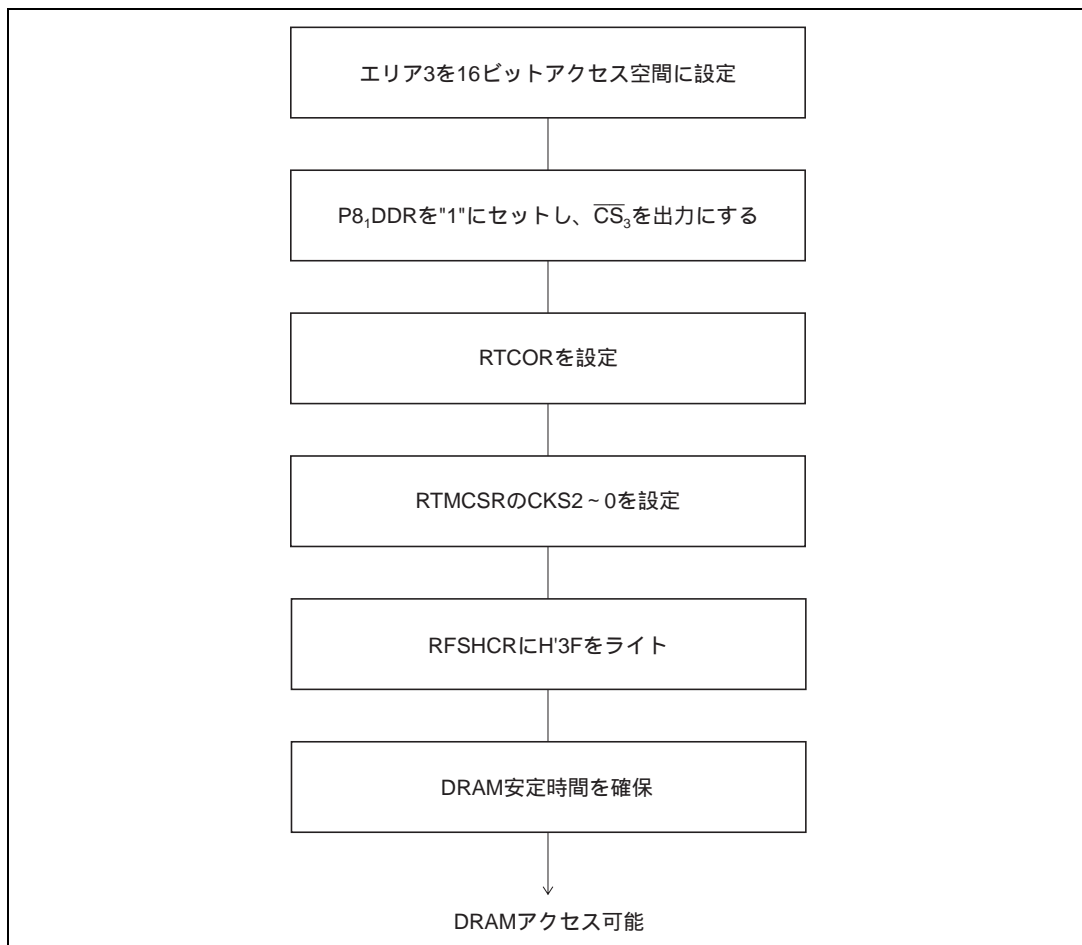 エリア3を16ビットアクセス空間に設定
P8₁DDRを"1"にセットし、C̅S̅₃を出力にする
RTCORを設定
RTMCSRのCKS2~0を設定
RFSHCRにH'3Fをライト
DRAM安定時間を確保
DRAMアクセス可能